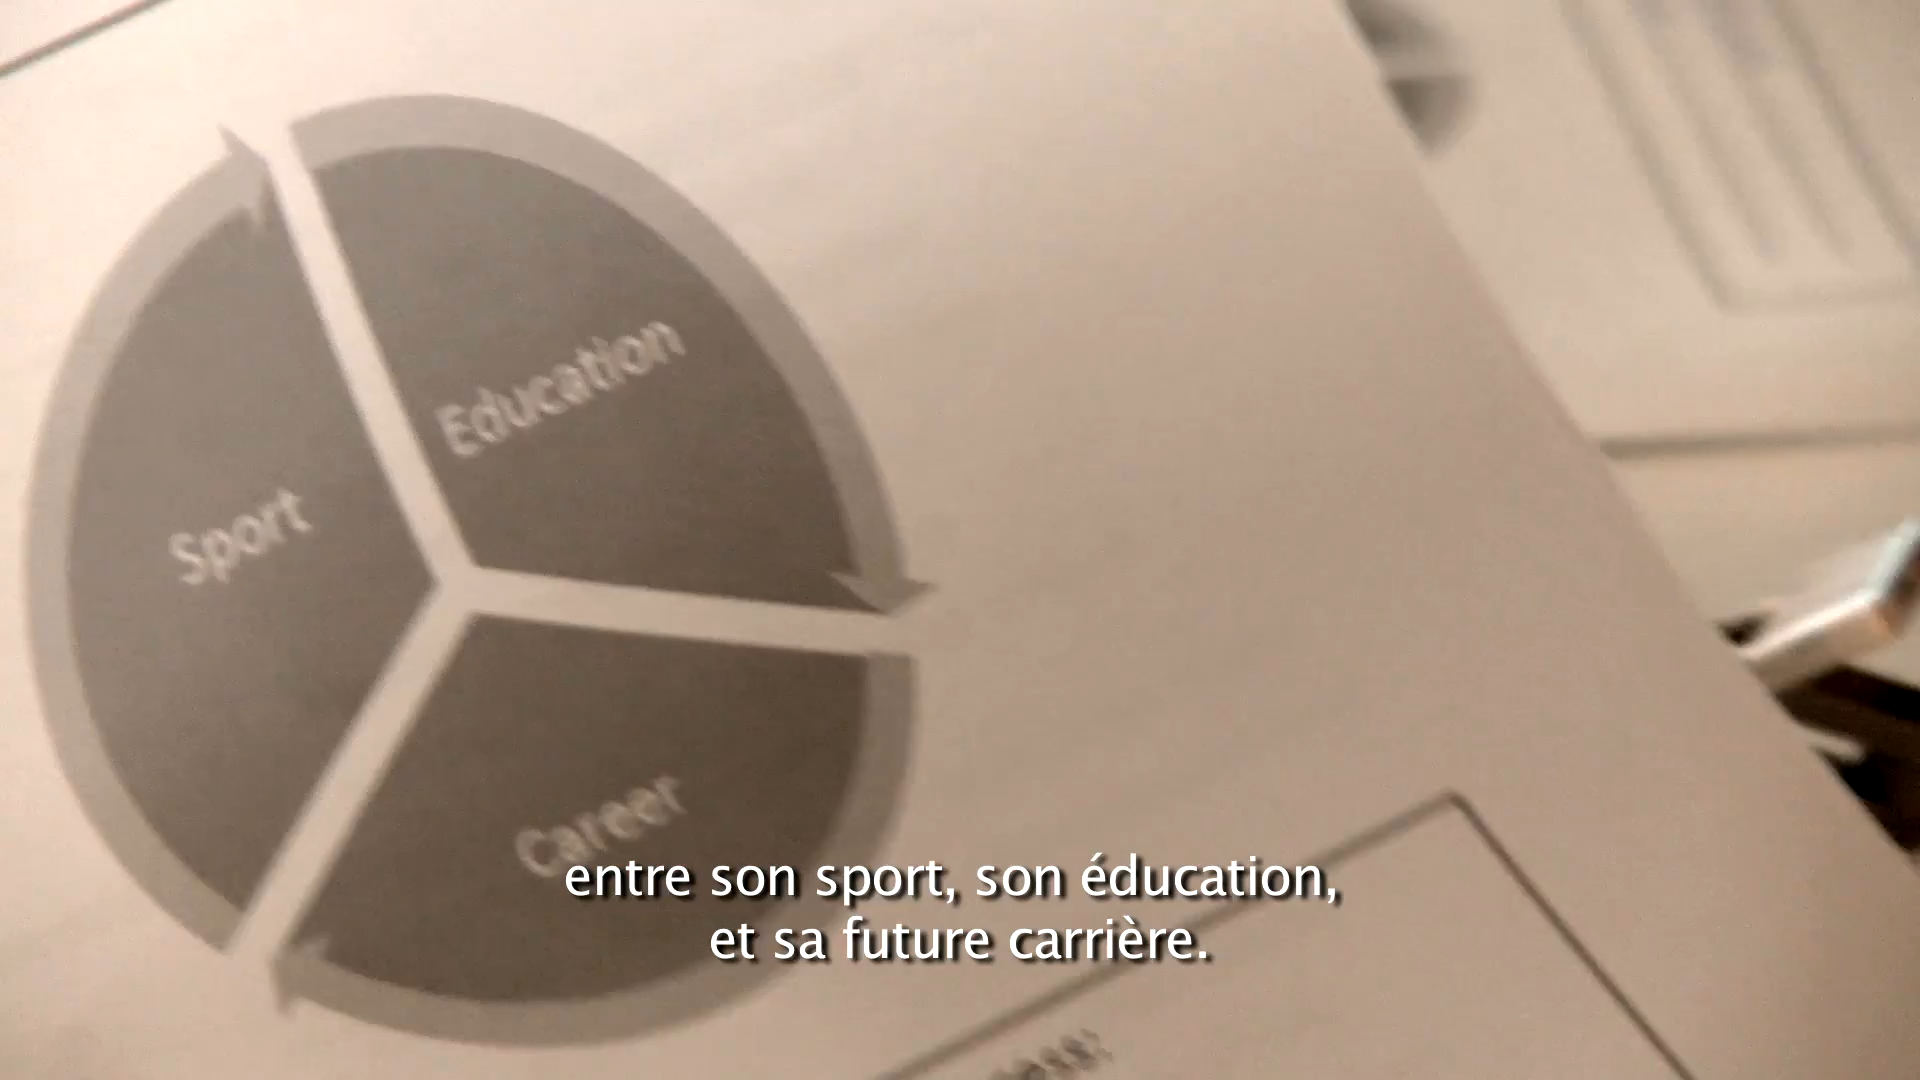 Education
Sport
Career
entre son sport, son éducation,
et sa future carrière.